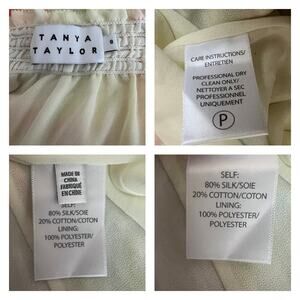 TANYA
TAYLOR
CARE INSTRUCTIONS/
ENTRETIEN
PROFESSIONAL DRY
CLEAN ONLY/
NETTOYER A SEC
PROFESSIONNEL
UNIQUEMENT
P
MADE IN
CHINA
FABRIQUÉ
EN CHINE
SELF:
80% SILK/SOIE
20% COTTON/COTON
LINING:
100% POLYESTER/
POLYESTER
SELF:
80% SILK/SOIE
20% COTTON/COTON
LINING:
100% POLYESTER/
POLYESTER